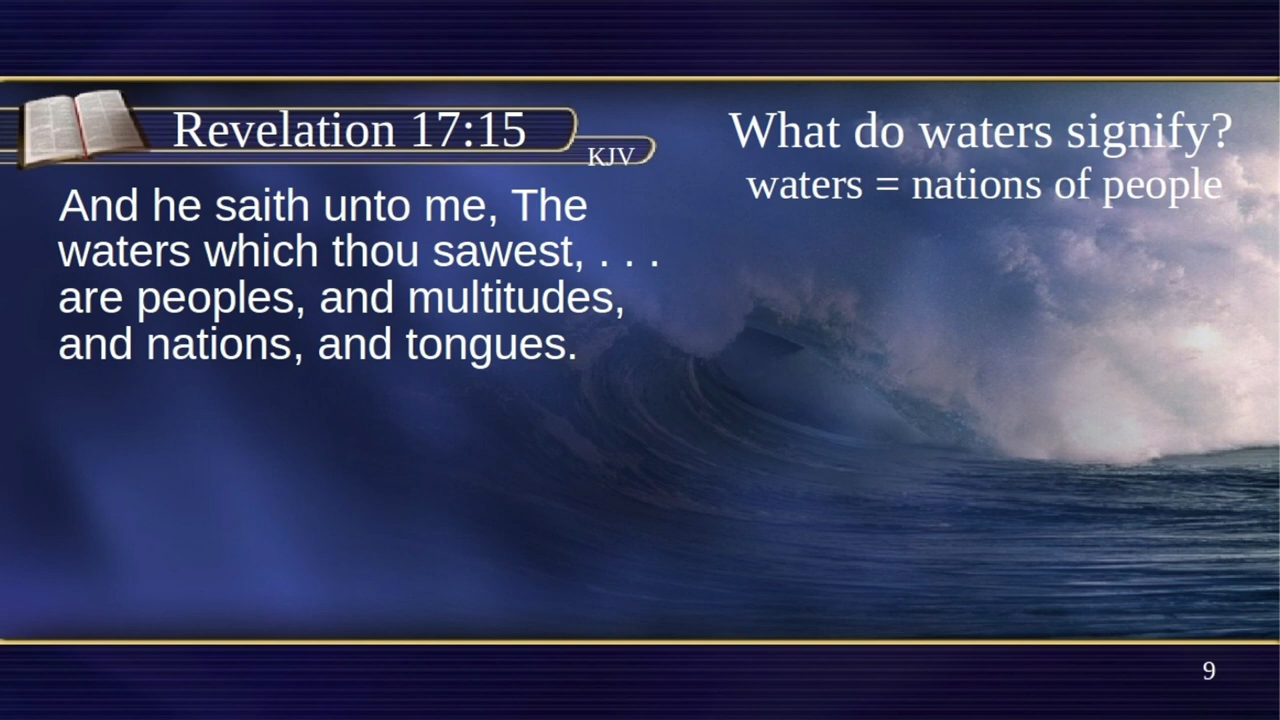 Revelation 17:15
KJV
And he saith unto me, The
waters which thou sawest, . . .
are peoples, and multitudes,
and nations, and tongues.
What do waters signify?
waters = nations of people
9